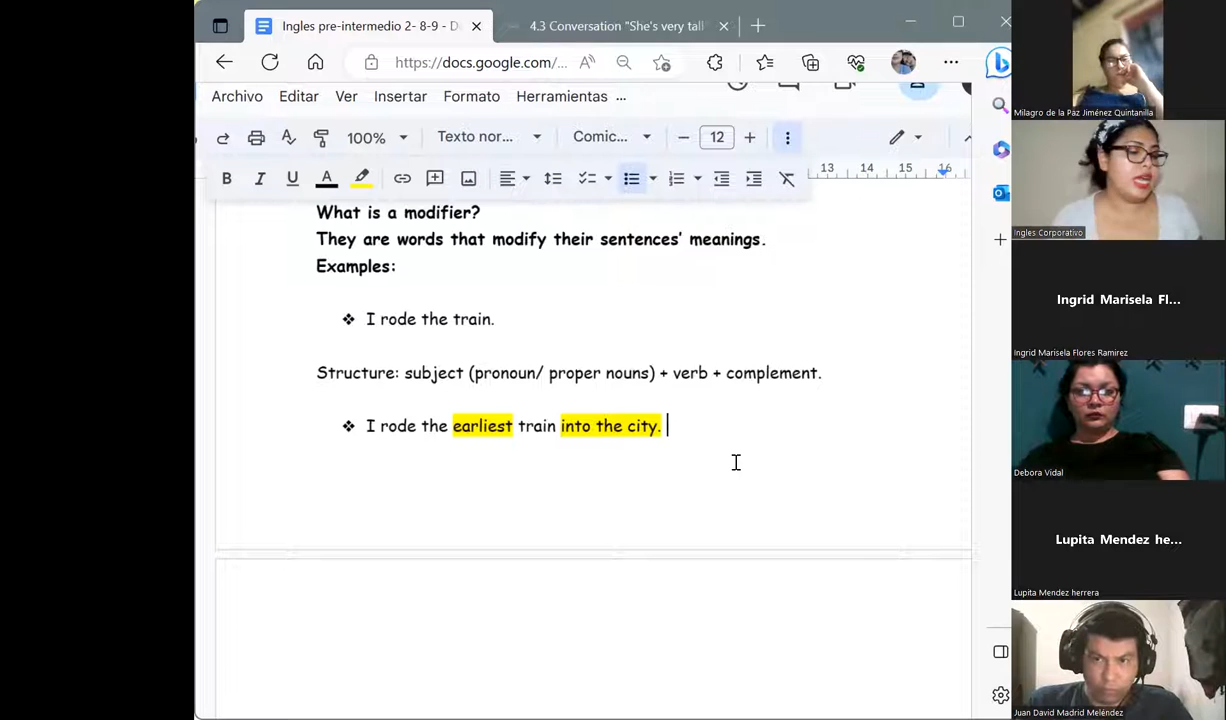 Ingles pre-intermedio 2- 8-9 - D
4.3 Conversation "She's very tall"
https://docs.google.com/...
Archivo Editar Ver Insertar Formato Herramientas ...
100% Texto nor... Comic... 12
13 14 15 16
What is a modifier?
They are words that modify their sentences' meanings.
Examples:
❖ I rode the train.
Structure: subject (pronoun/ proper nouns) + verb + complement.
❖ I rode the earliest train into the city.
Milagro de la Paz Jiménez Quintanilla
Ingles Corporativo
Ingrid Marisela Fl...
Ingrid Marisela Flores Ramirez
Debora Vidal
Lupita Mendez he...
Lupita Mendez herrera
Juan David Madrid Meléndez